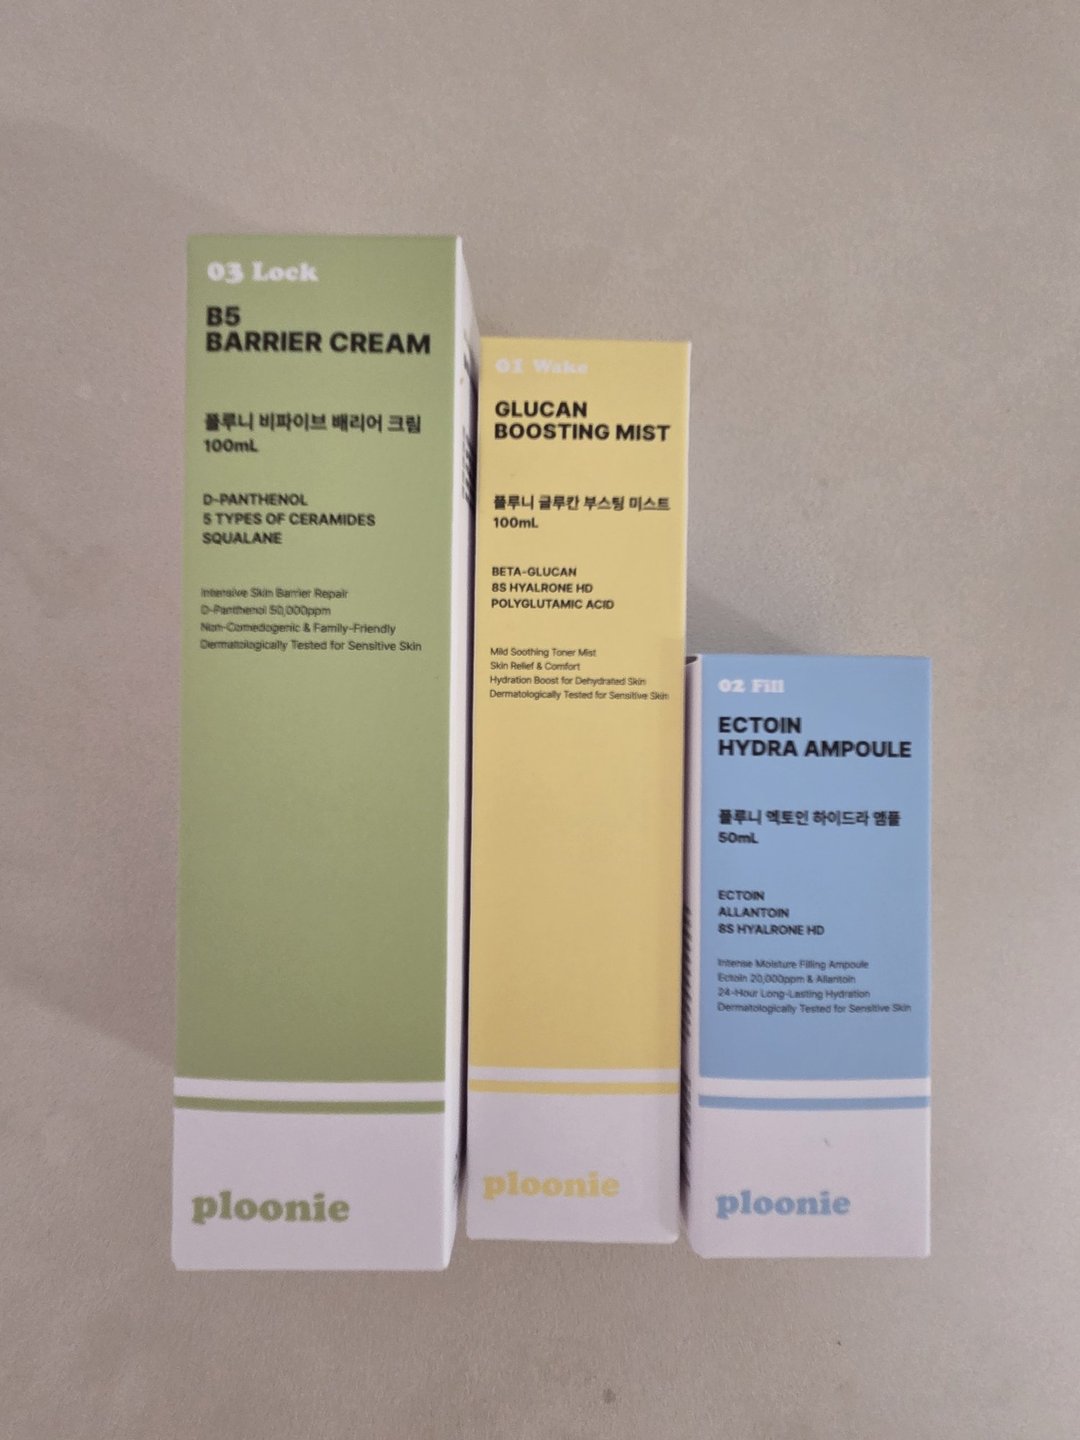 03 Lock
B5
BARRIER CREAM
플루니 비파이브 배리어 크림
100mL
D-PANTHENOL
5 TYPES OF CERAMIDES
SQUALANE
Intensive Skin Barrier Repair
D-Panthenol 50,000ppm
Non-Comedogenic & Family-Friendly
Dermatologically Tested for Sensitive Skin
ploonie
01 Wake
GLUCAN
BOOSTING MIST
플루니 글루칸 부스팅 미스트
100mL
BETA-GLUCAN
8S HYALRONE HD
POLYGLUTAMIC ACID
Mild Soothing Toner Mist
Skin Relief & Comfort
Hydration Boost for Dehydrated Skin
Dermatologically Tested for Sensitive Skin
ploonie
02 Fill
ECTOIN
HYDRA AMPOULE
플루니 엑토인 하이드라 앰플
50mL
ECTOIN
ALLANTOIN
8S HYALRONE HD
Intense Moisture Filling Ampoule
Ectoin 20,000ppm & Allantoin
24-Hour Long-Lasting Hydration
Dermatologically Tested for Sensitive Skin
ploonie